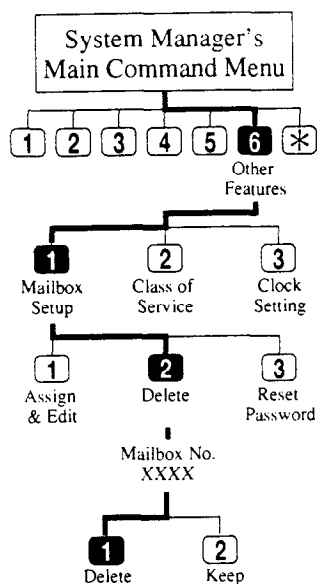 System Manager's
Main Command Menu
1 2 3 4 5 6 *
Other
Features
1 2 3
Mailbox Class of Clock
Setup Service Setting
1 2 3
Assign Delete Reset
& Edit Password
Mailbox No.
XXXX
1 2
Delete Keep